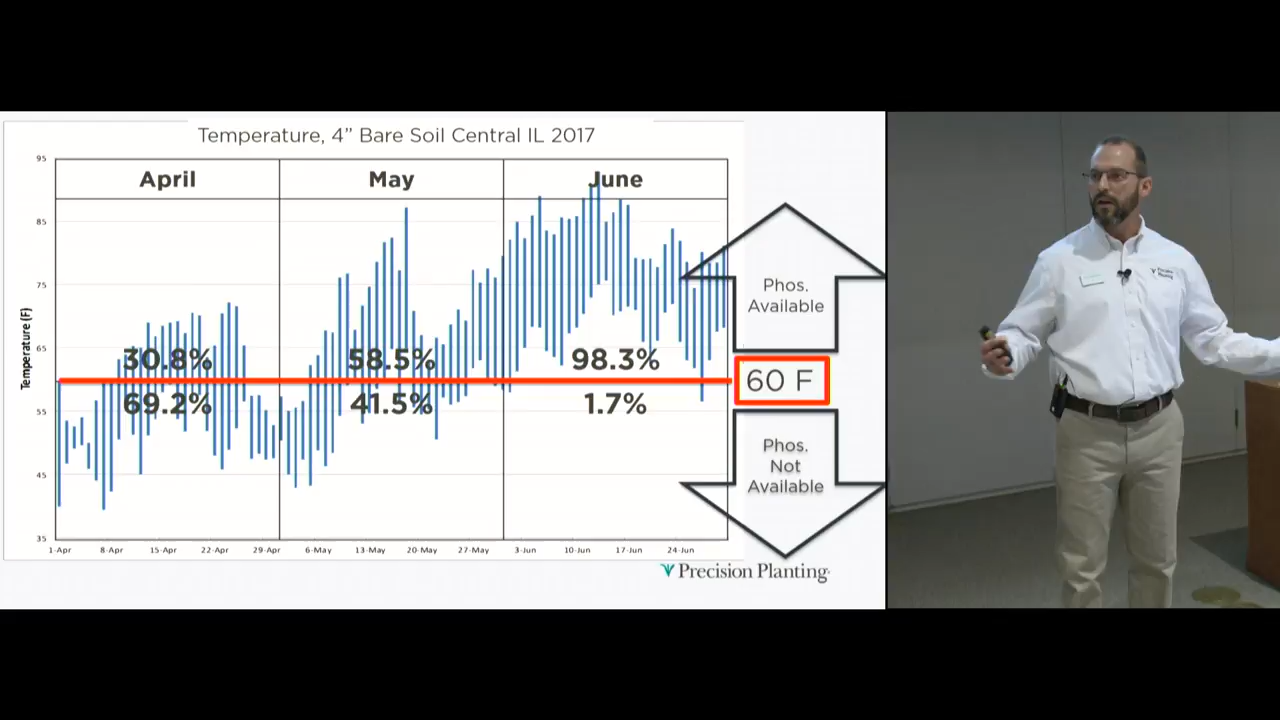 Temperature, 4” Bare Soil Central IL 2017
April
May
June
95
85
75
65
55
45
35
Temperature (F)
30.8%
58.5%
98.3%
69.2%
41.5%
1.7%
1-Apr
8-Apr
15-Apr
22-Apr
29-Apr
6-May
13-May
20-May
27-May
3-Jun
10-Jun
17-Jun
24-Jun
Phos.
Available
60 F
Phos.
Not
Available
Precision Planting
Precision
Planting